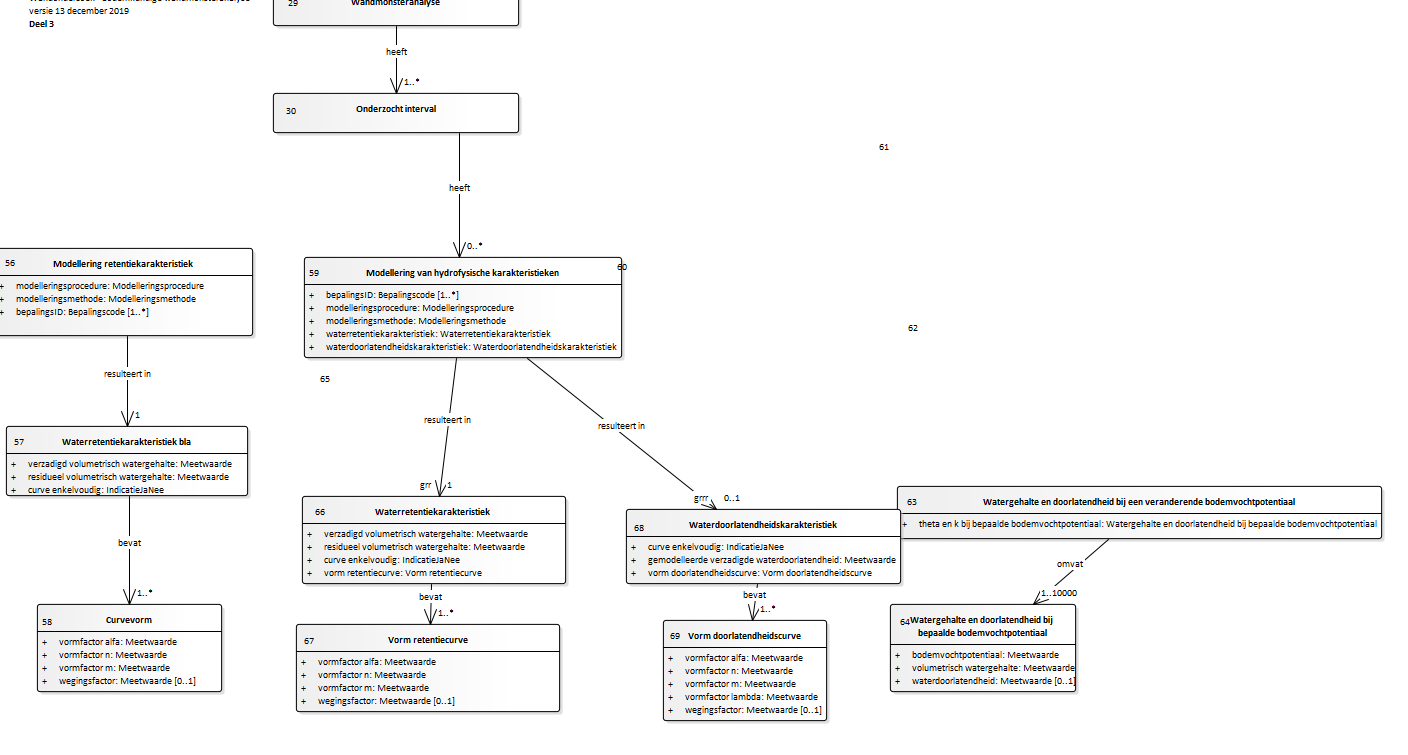 versie 13 december 2019
Deel 3
29
Wandmonsteranalyse
heeft
1..*
30
Onderzocht interval
61
heeft
0..*
56
Modellering retentiekarakteristiek
+ modelleringsprocedure: Modelleringsprocedure
+ modelleringsmethode: Modelleringsmethode
+ bepalingsID: Bepalingscode [1..*]
59
Modellering van hydrofysische karakteristieken
60
+ bepalingsID: Bepalingscode [1..*]
+ modelleringsprocedure: Modelleringsprocedure
+ modelleringsmethode: Modelleringsmethode
+ waterretentiekarakteristiek: Waterretentiekarakteristiek
+ waterdoorlatendheidskarakteristiek: Waterdoorlatendheidskarakteristiek
62
resulteert in
1
65
resulteert in
resulteert in
57
Waterretentiekarakteristiek bla
+ verzadigd volumetrisch watergehalte: Meetwaarde
+ residueel volumetrisch watergehalte: Meetwaarde
+ curve enkelvoudig: IndicatieJaNee
grr
1
grrr
0..1
66
Waterretentiekarakteristiek
+ verzadigd volumetrisch watergehalte: Meetwaarde
+ residueel volumetrisch watergehalte: Meetwaarde
+ curve enkelvoudig: IndicatieJaNee
+ vorm retentiecurve: Vorm retentiecurve
68
Waterdoorlatendheidskarakteristiek
+ curve enkelvoudig: IndicatieJaNee
+ gemodelleerde verzadigde waterdoorlatendheid: Meetwaarde
+ vorm doorlatendheidscurve: Vorm doorlatendheidscurve
63
Watergehalte en doorlatendheid bij een veranderende bodemvochtpotentiaal
+ theta en k bij bepaalde bodemvochtpotentiaal: Watergehalte en doorlatendheid bij bepaalde bodemvochtpotentiaal
bevat
1..*
bevat
1..*
bevat
1..*
omvat
1..10000
58
Curvevorm
+ vormfactor alfa: Meetwaarde
+ vormfactor n: Meetwaarde
+ vormfactor m: Meetwaarde
+ wegingsfactor: Meetwaarde [0..1]
67
Vorm retentiecurve
+ vormfactor alfa: Meetwaarde
+ vormfactor n: Meetwaarde
+ vormfactor m: Meetwaarde
+ wegingsfactor: Meetwaarde [0..1]
69
Vorm doorlatendheidscurve
+ vormfactor alfa: Meetwaarde
+ vormfactor n: Meetwaarde
+ vormfactor m: Meetwaarde
+ vormfactor lambda: Meetwaarde
+ wegingsfactor: Meetwaarde [0..1]
64
Watergehalte en doorlatendheid bij
bepaalde bodemvochtpotentiaal
+ bodemvochtpotentiaal: Meetwaarde
+ volumetrisch watergehalte: Meetwaarde
+ waterdoorlatendheid: Meetwaarde [0..1]